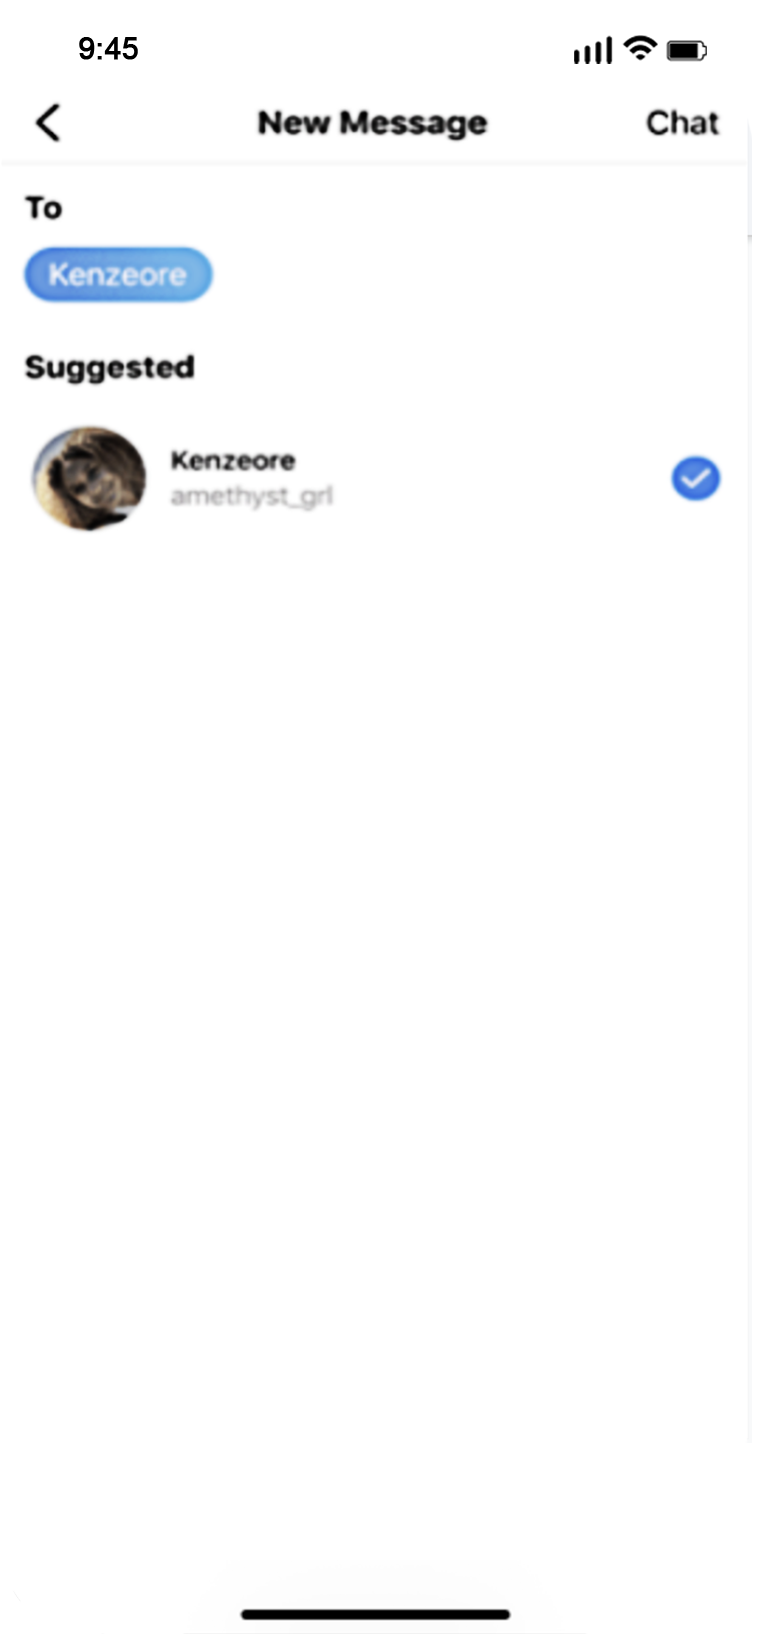 9:45
New Message
Chat
To
Kenzeore
Suggested
Kenzeore
amethyst_grl